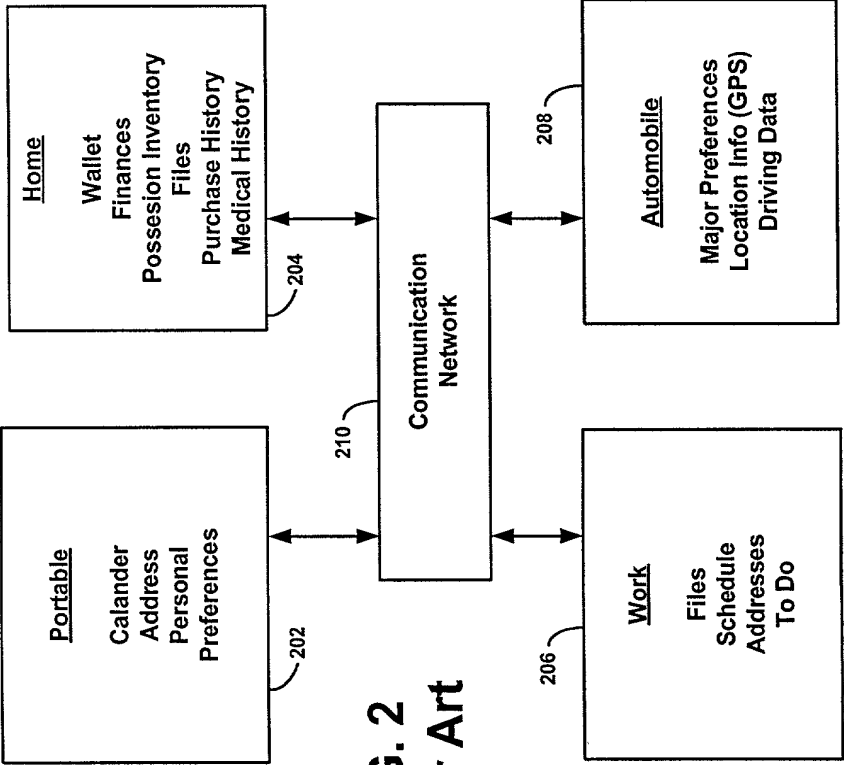 Portable
Calander
Address
Personal
Preferences
202
Home
Wallet
Finances
Possesion Inventory
Files
Purchase History
Medical History
204
210
Communication
Network
G. 2
Art
206
Work
Files
Schedule
Addresses
To Do
208
Automobile
Major Preferences
Location Info (GPS)
Driving Data